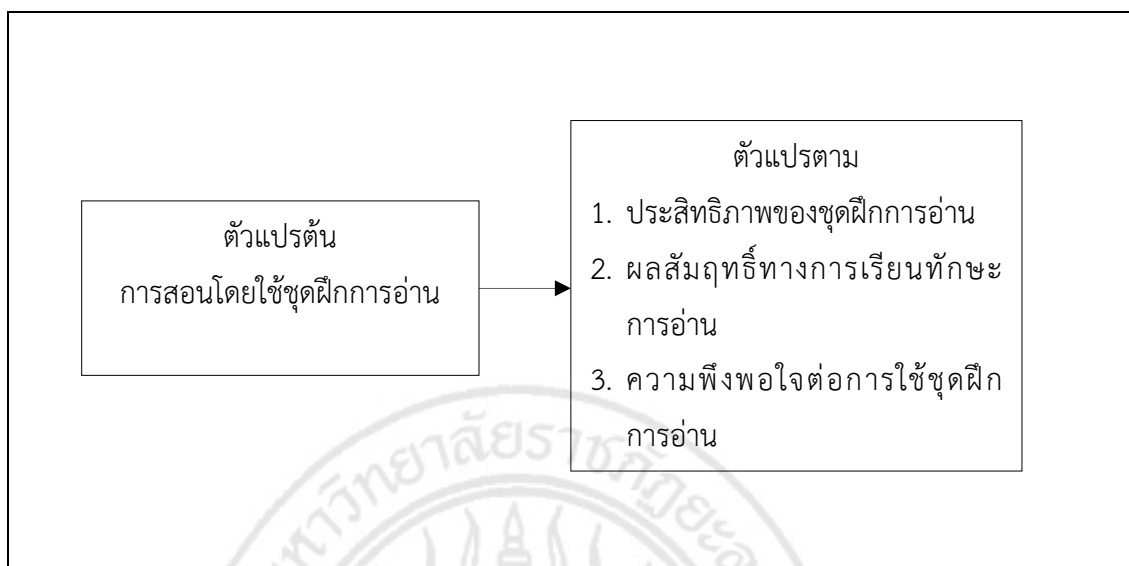 ตัวแปรต้น
การสอนโดยใช้ชุดฝึกการอ่าน
ตัวแปรตาม
1. ประสิทธิภาพของชุดฝึกการอ่าน
2. ผลสัมฤทธิ์ทางการเรียนทักษะ
การอ่าน
3. ความพึงพอใจต่อการใช้ชุดฝึก
การอ่าน